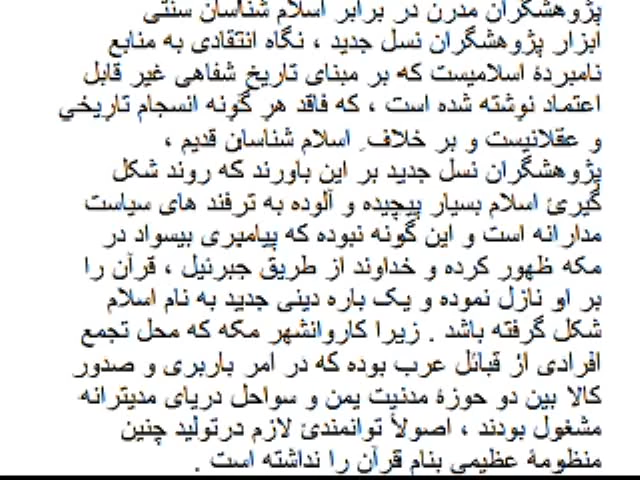 پژوهشگران مدرن در برابر اسلام شناسان سنتی
ابزار پژوهشگران نسل جدید ، نگاه انتقادی به منابع
نامبردهٔ اسلامیست که بر مبنای تاریخ شفاهی غیر قابل
اعتماد نوشته شده است ، که فاقد هر گونه انسجام تاریخی
و عقلانیست و بر خلافِ اسلام شناسان قدیم ،
پژوهشگران نسل جدید بر این باورند که روند شکل
گیریٔ اسلام بسیار پیچیده و آلوده به ترفند های سیاست
مدارانه است و این گونه نبوده که پیامبری بیسواد در
مکه ظهور کرده و خداوند از طریق جبرئیل ، قرآن را
بر او نازل نموده و یک باره دینی جدید به نام اسلام
شکل گرفته باشد . زیرا کاروانشهر مکه که محل تجمع
افرادی از قبائل عرب بوده که در امر باربری و صدور
کالا بین دو حوزهٔ مدنیت یمن و سواحل دریای مدیترانه
مشغول بودند ، اصولاً توانمندیٔ لازم درتولید چنین
منظومهٔ عظیمی بنام قرآن را نداشته است .